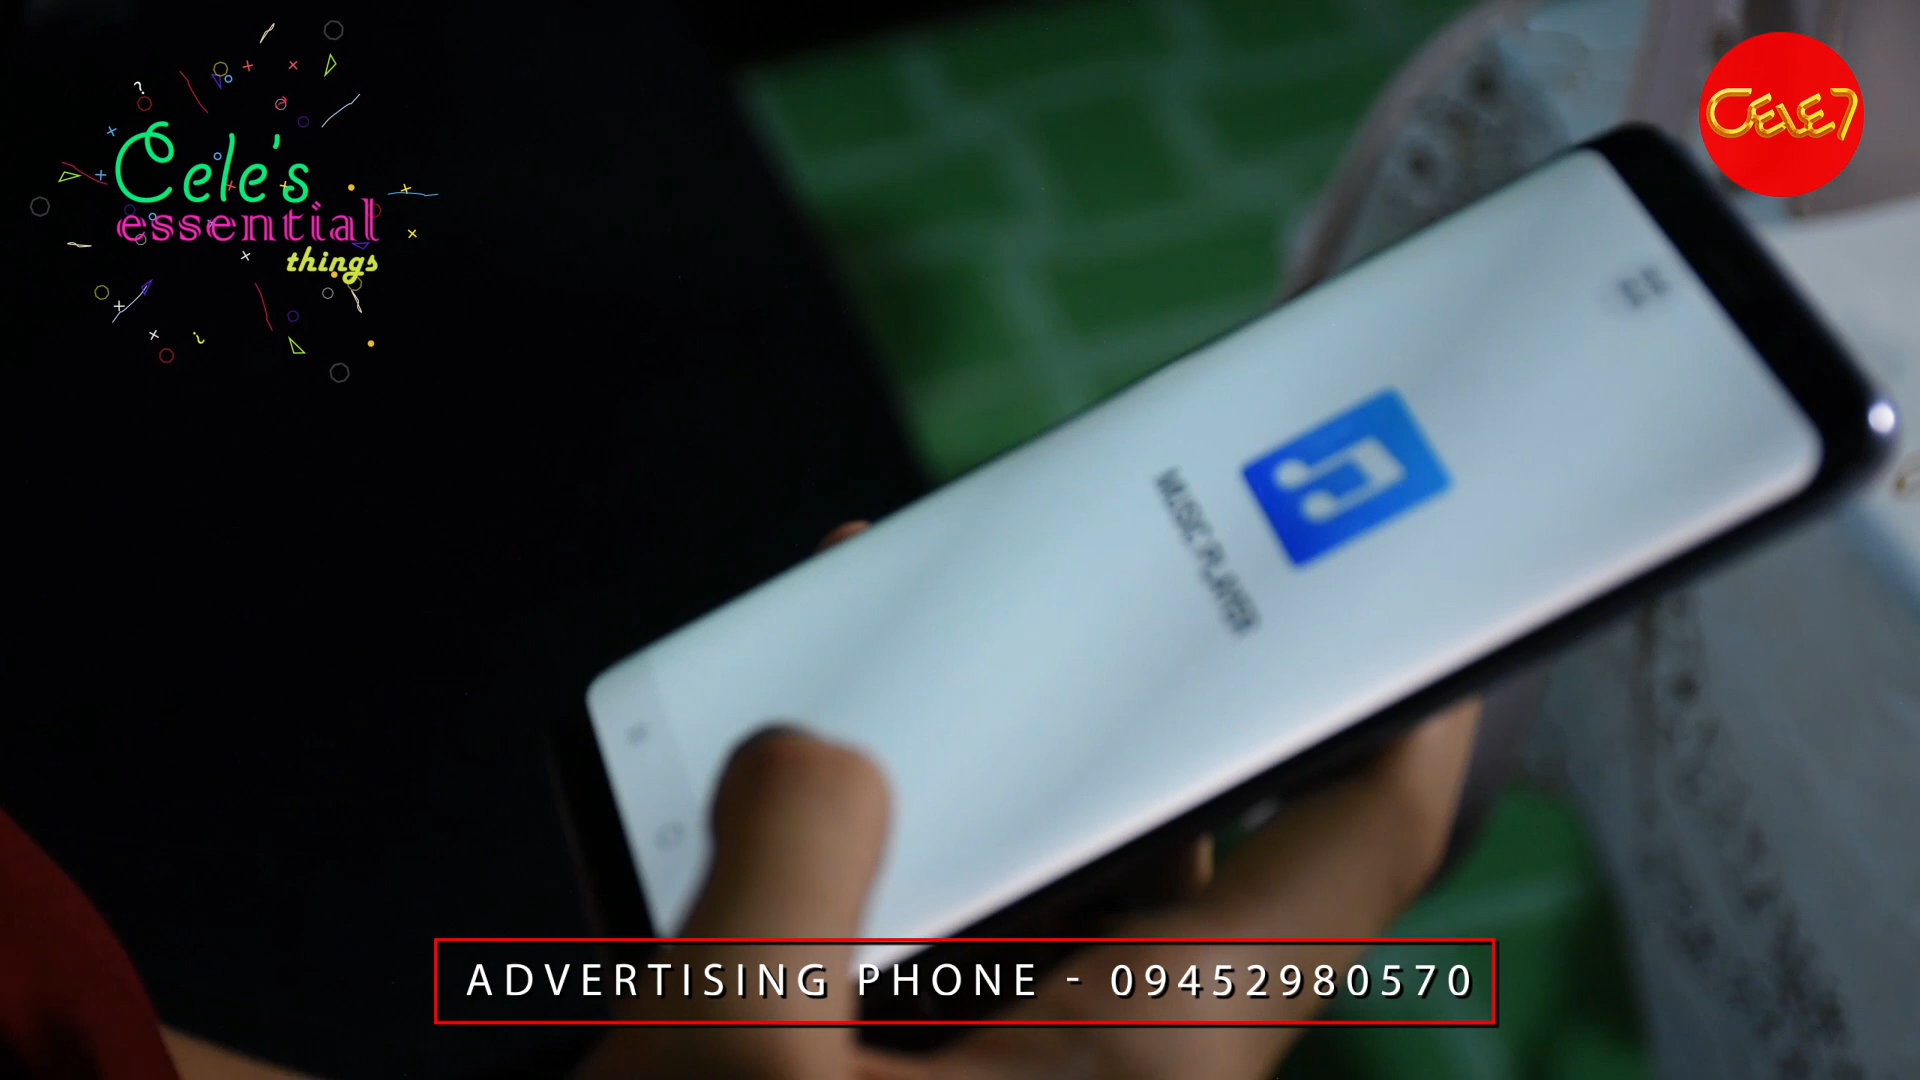 Cele's
essential
things
CELE7
MUSIC PLAYER
ADVERTISING PHONE - 09452980570